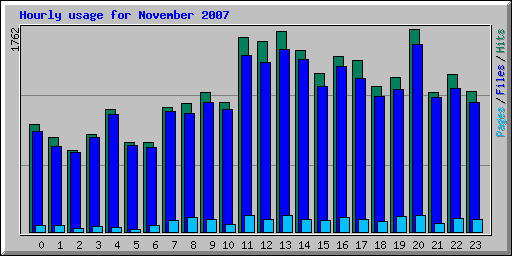 Hourly usage for November 2007
1762
Pages / Files / Hits
0 1 2 3 4 5 6 7 8 9 10 11 12 13 14 15 16 17 18 19 20 21 22 23